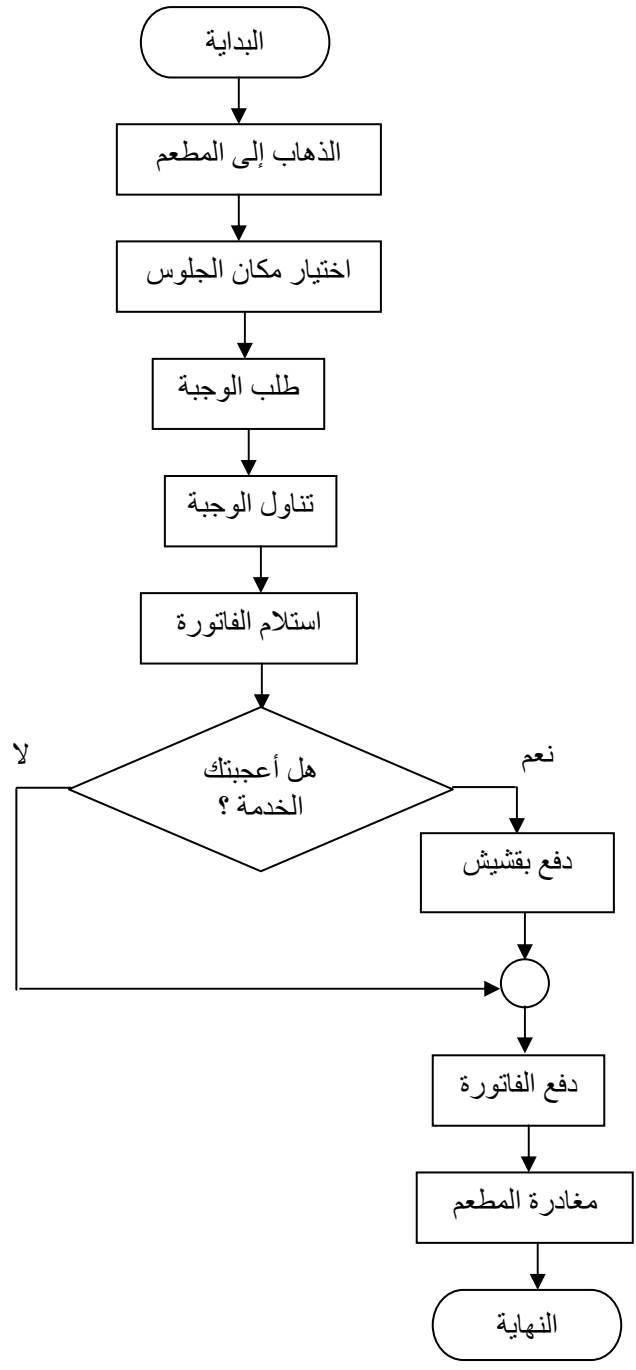 البداية
الذهاب إلى المطعم
اختيار مكان الجلوس
طلب الوجبة
تناول الوجبة
استلام الفاتورة
هل أعجبتك
الخدمة ؟
نعم
لا
دفع بقشيش
دفع الفاتورة
مغادرة المطعم
النهاية